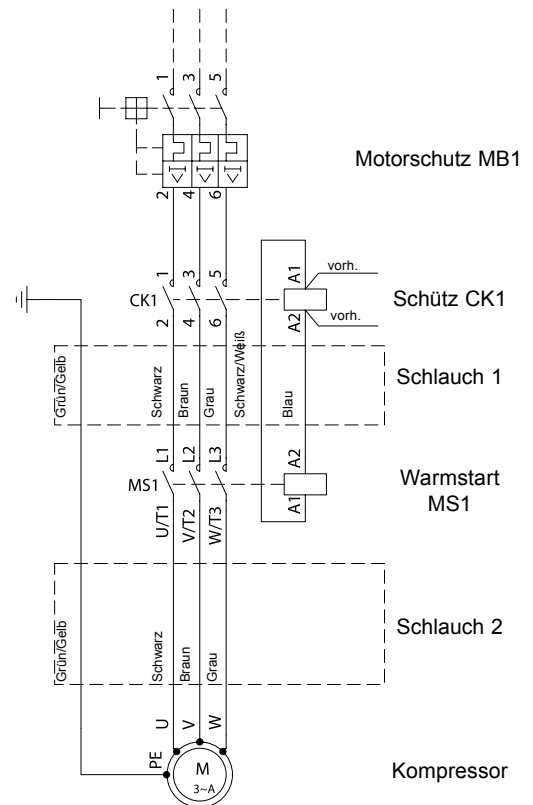 1 3 5
Motorschutz MB1
2 4 6
1 3 5
A1
vorh.
CK1
Schütz CK1
2 4 6
A2
vorh.
Grün/Gelb
Schwarz
Braun
Grau
Schwarz/Weiß
Blau
Schlauch 1
L1 L2 L3
A2
MS1
Warmstart
MS1
U/T1 V/T2 W/T3
A1
Grün/Gelb
Schwarz
Braun
Grau
Schlauch 2
U V W
PE
M
3~A
Kompressor